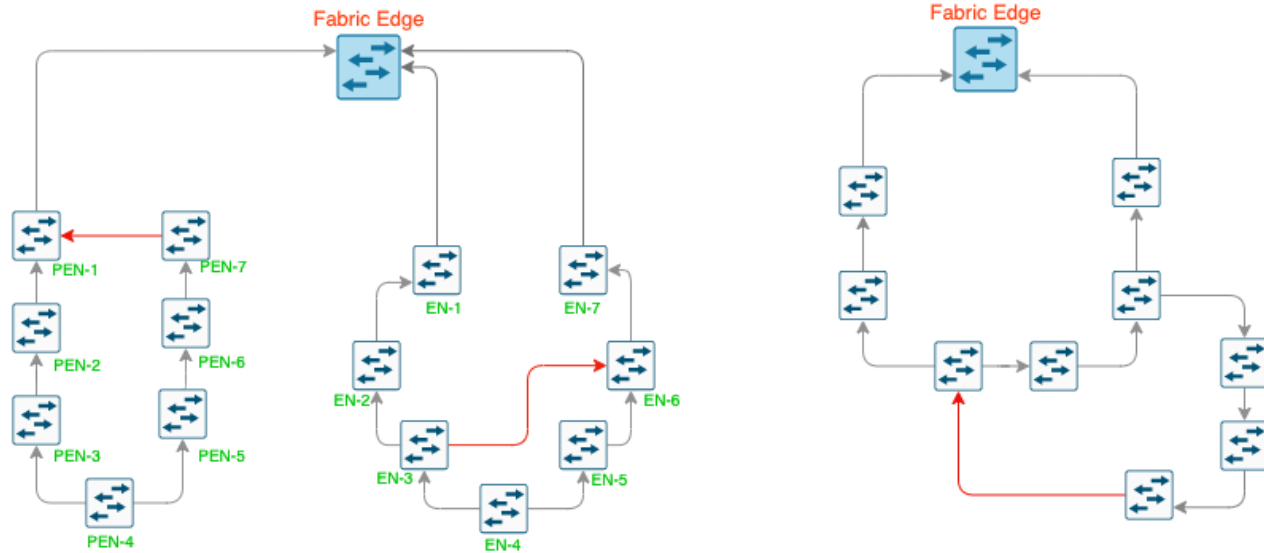 Fabric Edge
Fabric Edge
PEN-1
PEN-7
EN-1
EN-7
PEN-2
PEN-6
EN-2
EN-6
PEN-3
PEN-5
EN-3
EN-5
PEN-4
EN-4